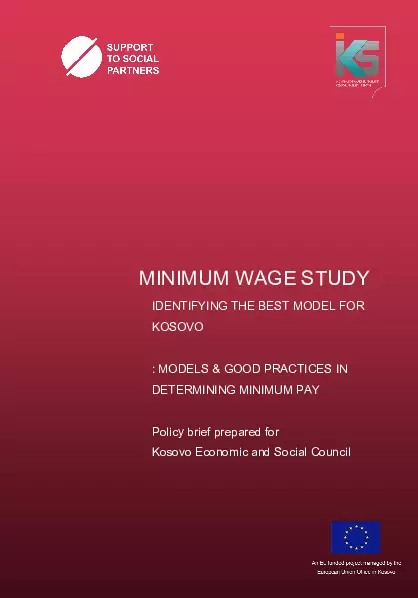 SUPPORT
TO SOCIAL
PARTNERS
KS
MINIMUM WAGE STUDY
IDENTIFYING THE BEST MODEL FOR
KOSOVO
: MODELS & GOOD PRACTICES IN
DETERMINING MINIMUM PAY
Policy brief prepared for
Kosovo Economic and Social Council
An EU funded project managed by the
European Union Office in Kosovo